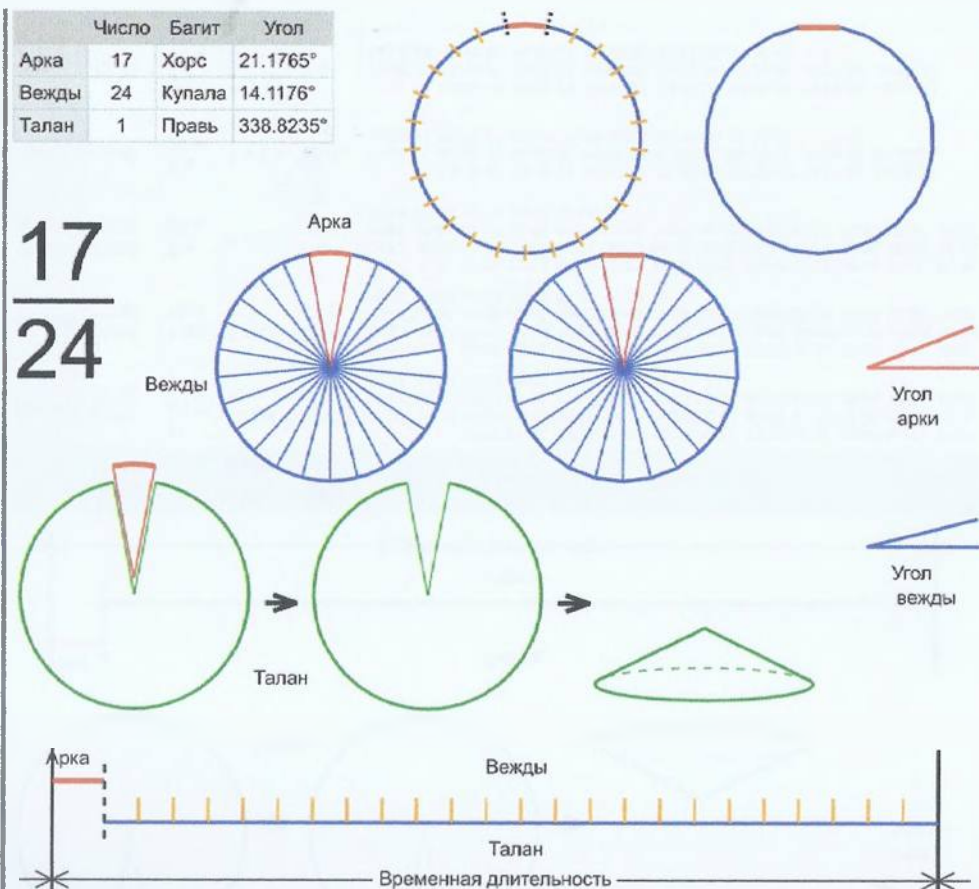 Число Багит Угол
Арка 17 Хорс 21.1765°
Вежды 24 Купала 14.1176°
Талан 1 Правь 338.8235°
17
24
Арка
Вежды
Угол
арки
Угол
вежды
Талан
Арка
Вежды
Талан
Временная длительность